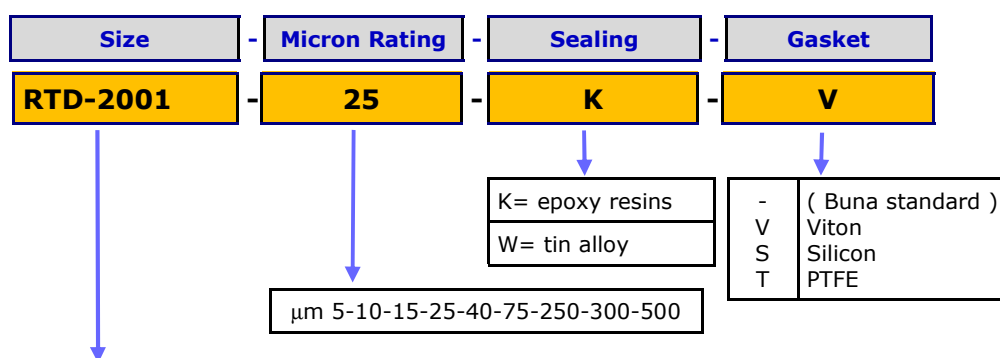 Size - Micron Rating - Sealing - Gasket
RTD-2001 - 25 - K - V
K= epoxy resins
W= tin alloy
- ( Buna standard )
V Viton
S Silicon
T PTFE
μm 5-10-15-25-40-75-250-300-500